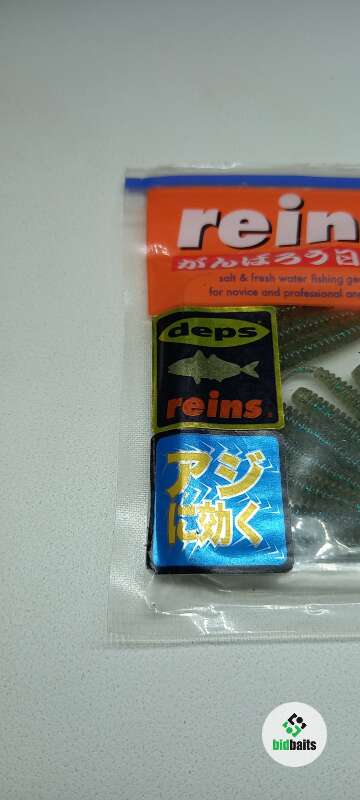 rein
がんばろう日
salt & fresh water fishing ge
for novice and professional an
deps
reins.
アジ
に効く
bidbaits